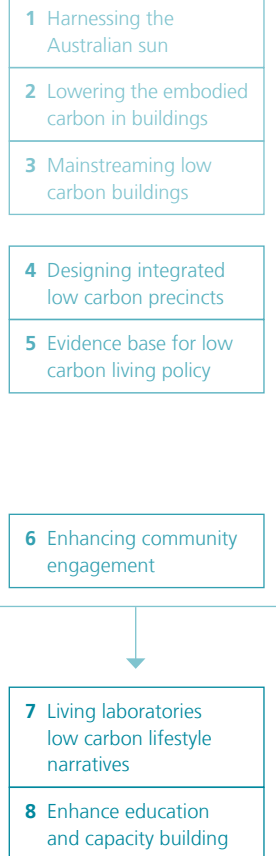 1 Harnessing the
Australian sun
2 Lowering the embodied
carbon in buildings
3 Mainstreaming low
carbon buildings
4 Designing integrated
low carbon precincts
5 Evidence base for low
carbon living policy
6 Enhancing community
engagement
7 Living laboratories
low carbon lifestyle
narratives
8 Enhance education
and capacity building